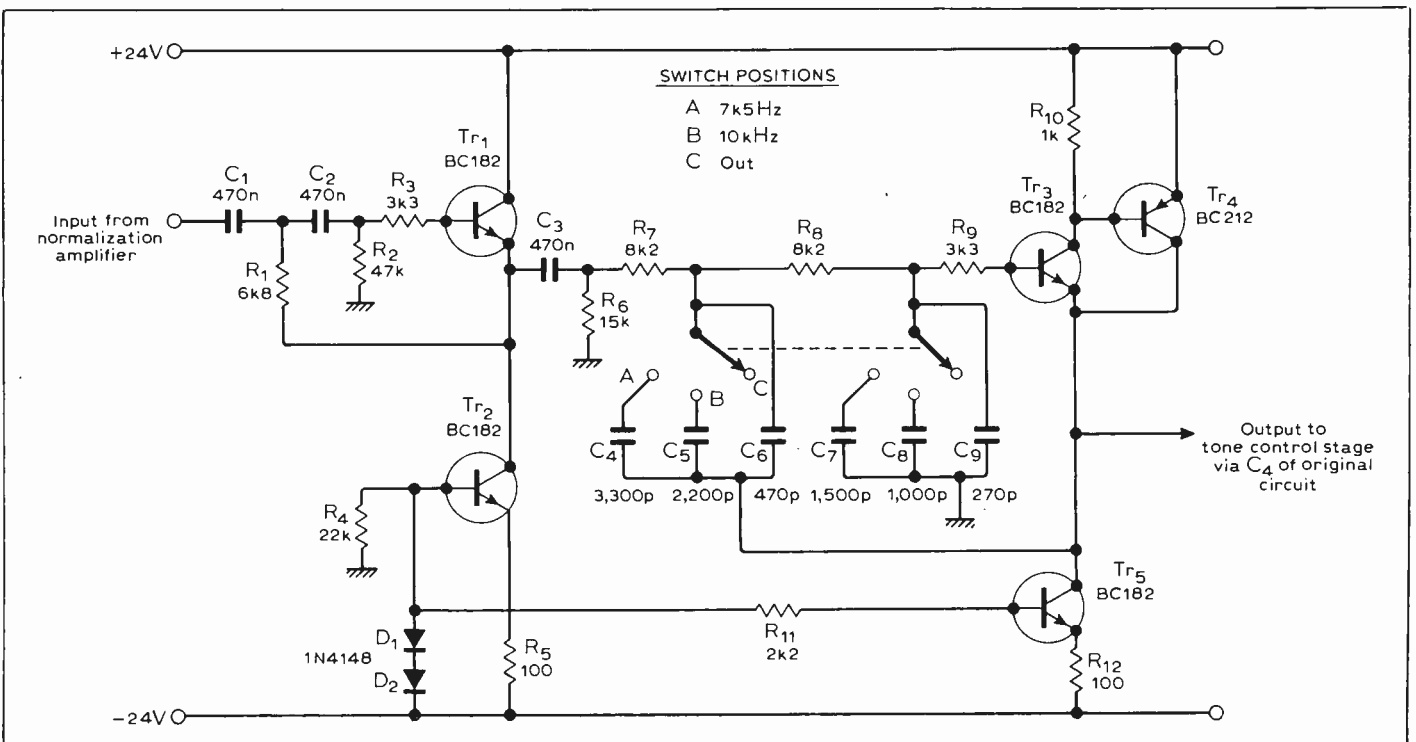 +24V
SWITCH POSITIONS
A 7k5Hz
B 10kHz
C Out
R10
1k
Tr1
BC182
C1
470n
C2
470n
R3
3k3
Tr3
BC182
Tr4
BC212
Input from
normalization
amplifier
C3
470n
R7
8k2
R8
8k2
R9
3k3
R2
47k
R1
6k8
R6
15k
A
B
C
Tr2
BC182
C4
C5
C6
C7
C8
C9
3,300p
2,200p
470p
1,500p
1,000p
270p
Output to
tone control stage
via C4 of original
circuit
R4
22k
Tr5
BC182
D1
1N4148
D2
R5
100
R11
2k2
R12
100
-24V